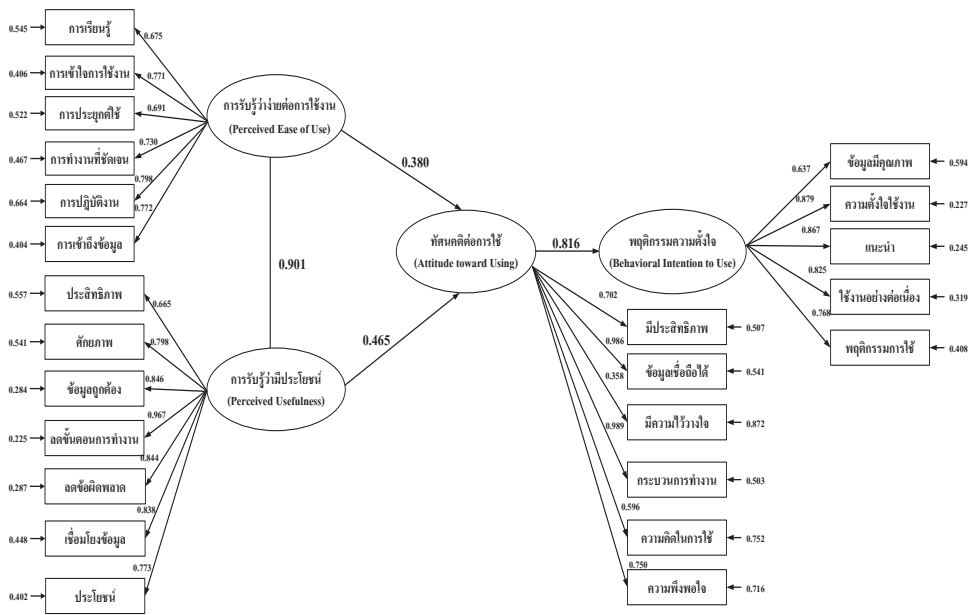 0.545
การเรียนรู้
0.675
0.406
การเข้าใจการใช้งาน
0.771
0.522
การประยุกต์ใช้
0.691
0.467
การทำงานที่ชัดเจน
0.730
0.664
การปฎิบัติงาน
0.798
0.404
การเข้าถึงข้อมูล
0.772
การรับรู้ว่าง่ายต่อการใช้งาน
(Perceived Ease of Use)
0.380
0.901
0.557
ประสิทธิภาพ
0.665
0.541
ศักยภาพ
0.798
0.284
ข้อมูลถูกต้อง
0.846
0.225
ลดขั้นตอนการทำงาน
0.967
0.287
ลดข้อผิดพลาด
0.844
0.448
เชื่อมโยงข้อมูล
0.838
0.402
ประโยชน์
0.773
การรับรู้ว่ามีประโยชน์
(Perceived Usefulness)
0.465
ทัศนคติต่อการใช้
(Attitude toward Using)
0.816
0.702
มีประสิทธิภาพ
0.507
0.986
ข้อมูลเชื่อถือได้
0.541
0.358
มีความไว้วางใจ
0.872
0.989
กระบวนการทำงาน
0.503
0.596
ความคิดในการใช้
0.752
0.750
ความพึงพอใจ
0.716
พฤติกรรมความตั้งใจ
(Behavioral Intention to Use)
0.637
ข้อมูลมีคุณภาพ
0.594
0.879
ความตั้งใจใช้งาน
0.227
0.867
แนะนำ
0.245
0.825
ใช้งานอย่างต่อเนื่อง
0.319
0.768
พฤติกรรมการใช้
0.408